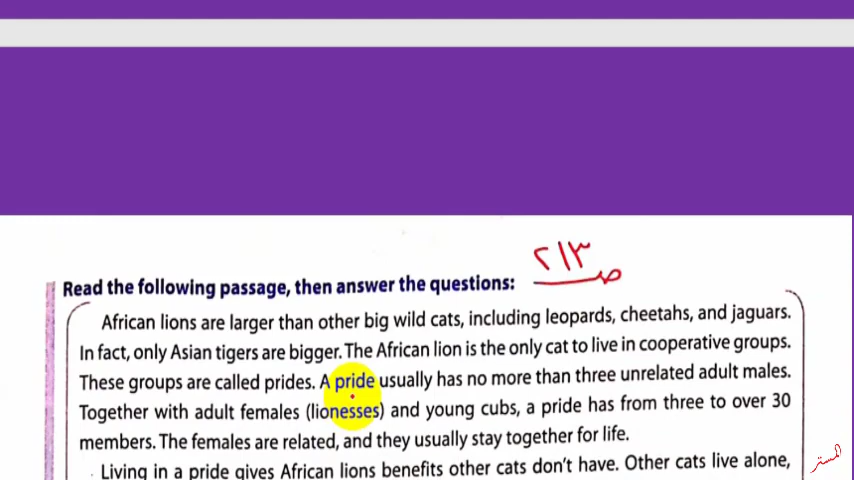 ٢١٣
ص
Read the following passage, then answer the questions:
African lions are larger than other big wild cats, including leopards, cheetahs, and jaguars.
In fact, only Asian tigers are bigger. The African lion is the only cat to live in cooperative groups.
These groups are called prides. A pride usually has no more than three unrelated adult males.
Together with adult females (lionesses) and young cubs, a pride has from three to over 30
members. The females are related, and they usually stay together for life.
Living in a pride gives African lions benefits other cats don't have. Other cats live alone,
المستر